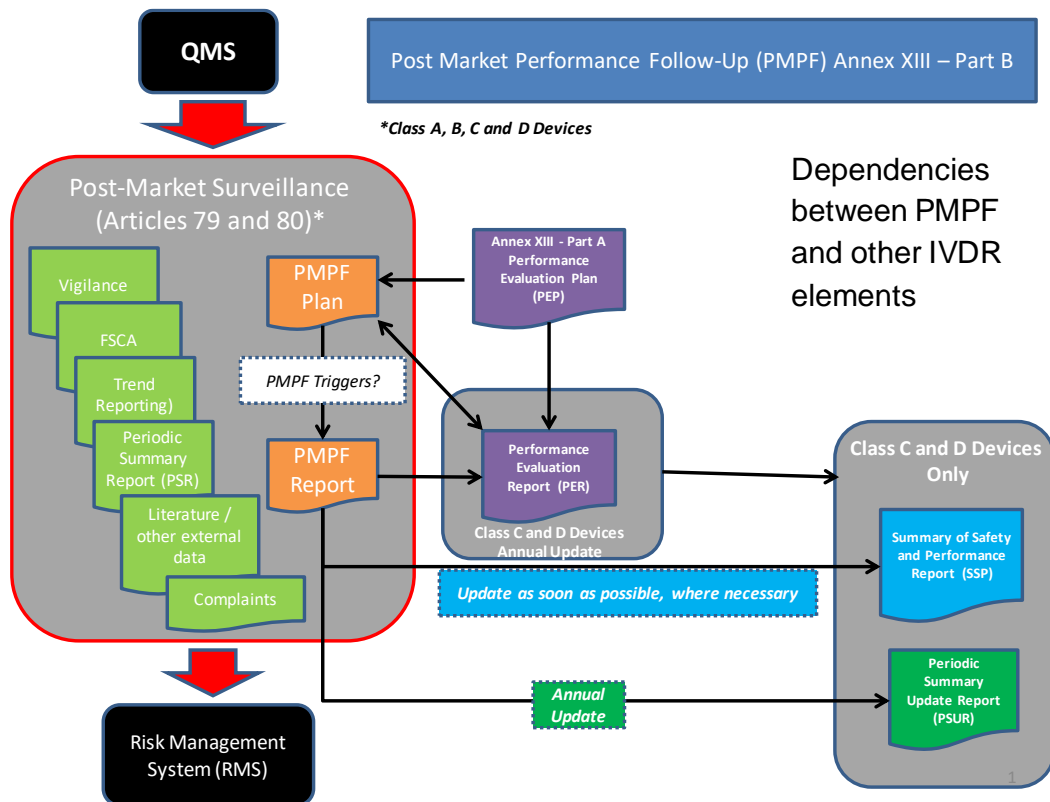 QMS
Post Market Performance Follow-Up (PMPF) Annex XIII – Part B
*Class A, B, C and D Devices
Dependencies
between PMPF
and other IVDR
elements
Post-Market Surveillance
(Articles 79 and 80)*
Vigilance
FSCA
Trend
Reporting)
Periodic
Summary
Report (PSR)
Literature /
other external
data
Complaints
PMPF
Plan
PMPF Triggers?
PMPF
Report
Annex XIII - Part A
Performance
Evaluation Plan
(PEP)
Performance
Evaluation
Report (PER)
Class C and D Devices
Annual Update
Class C and D Devices
Only
Summary of Safety
and Performance
Report (SSP)
Update as soon as possible, where necessary
Periodic
Summary
Update Report
(PSUR)
Annual
Update
Risk Management
System (RMS)
1